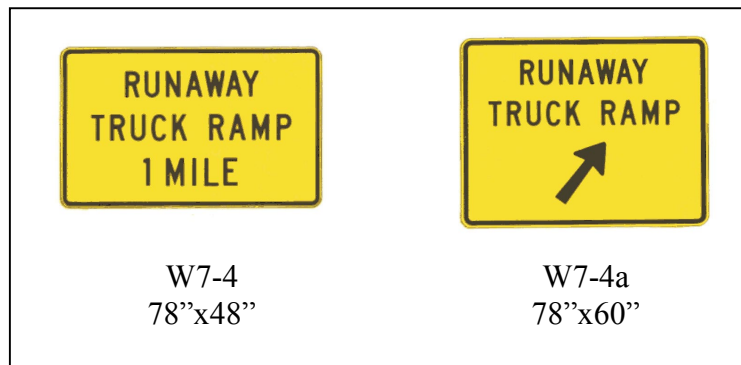 RUNAWAY
TRUCK RAMP
1 MILE
W7-4
78”x48”
RUNAWAY
TRUCK RAMP
W7-4a
78”x60”